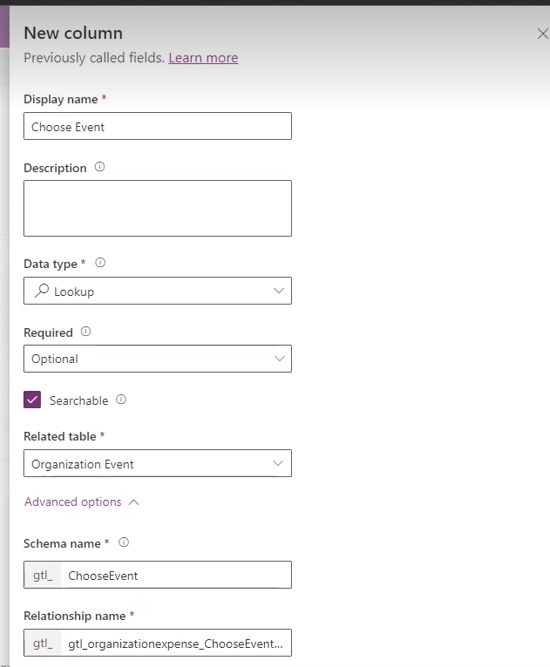 New column
Previously called fields. Learn more
Display name *
Choose Event
Description
Data type *
Lookup
Required
Optional
Searchable
Related table *
Organization Event
Advanced options
Schema name *
gtl_ ChooseEvent
Relationship name *
gtl_ gtl_organizationexpense_ChooseEvent...